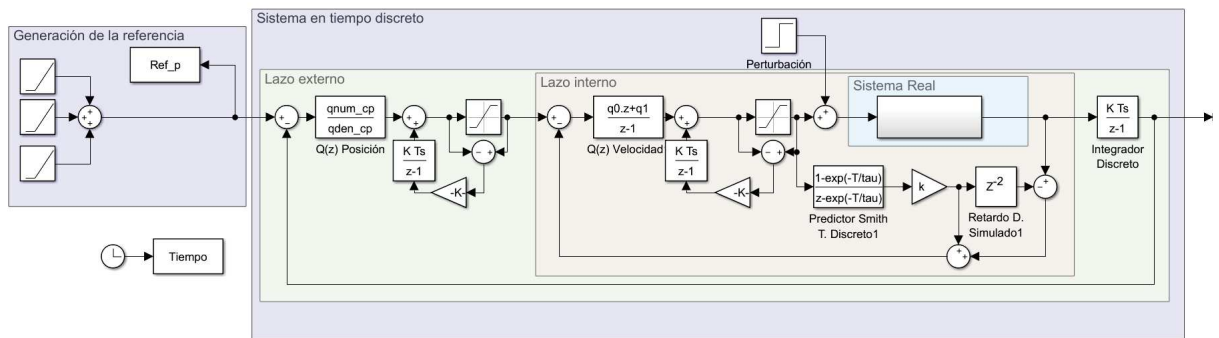 Generación de la referencia
Ref_p
Tiempo
Sistema en tiempo discreto
Lazo externo
qnum_cp
qden_cp
Q(z) Posición
K Ts
z-1
-K-
Lazo interno
q0.z+q1
z-1
Q(z) Velocidad
K Ts
z-1
-K-
Perturbación
Sistema Real
1-exp(-T/tau)
z-exp(-T/tau)
Predictor Smith
T. Discreto1
k
Z-2
Retardo D.
Simulado1
K Ts
z-1
Integrador
Discreto